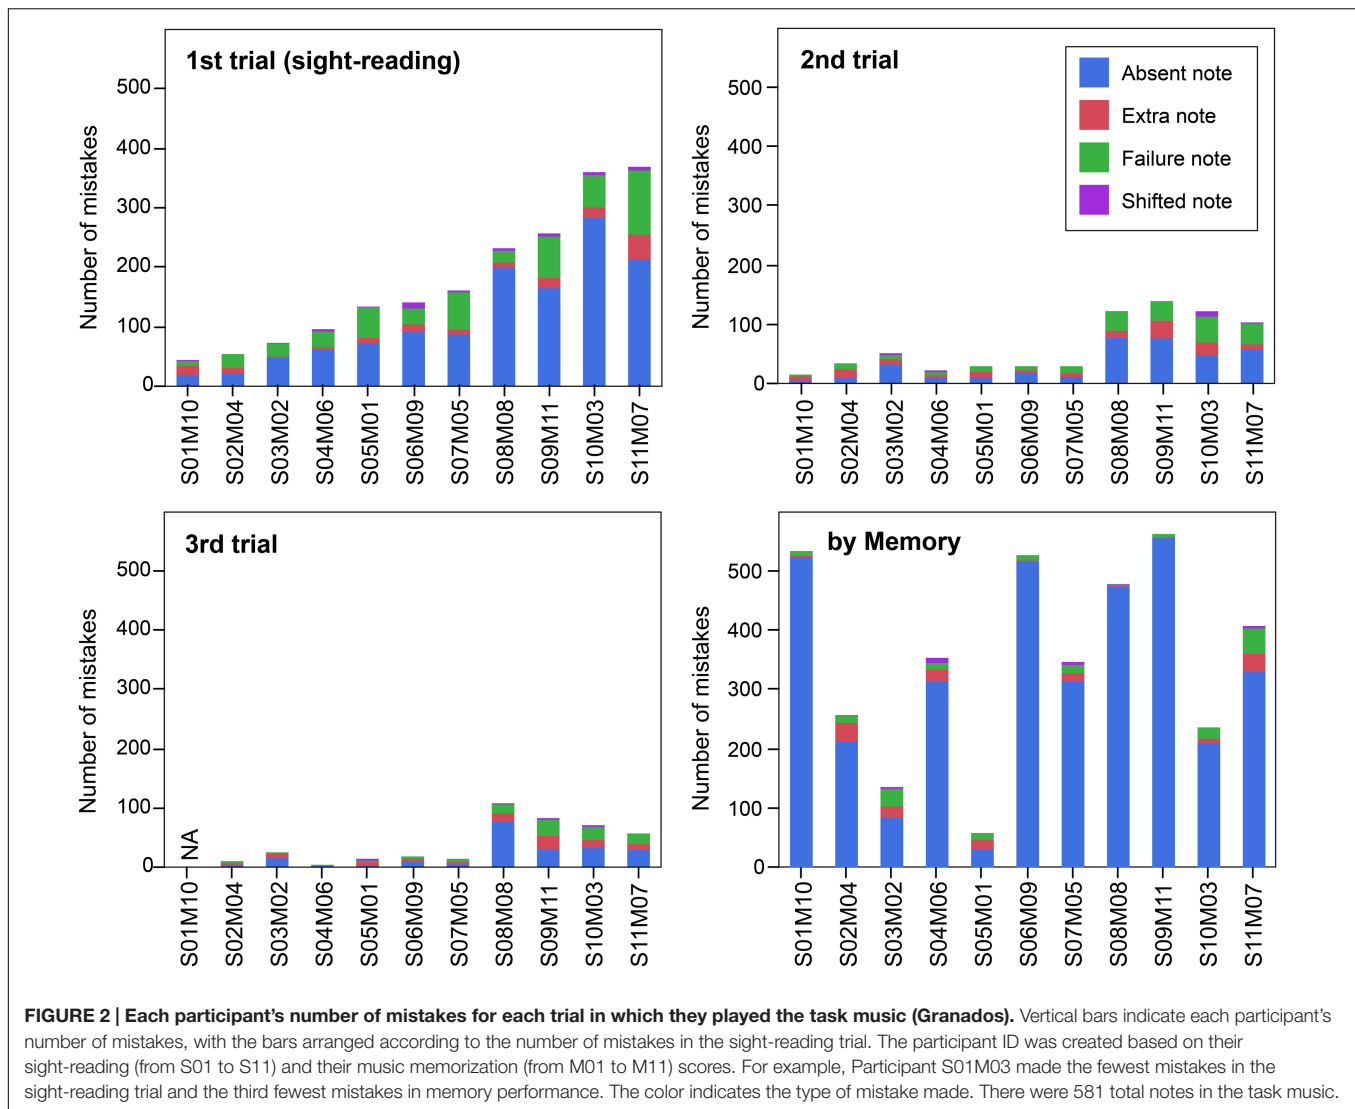 1st trial (sight-reading)
Number of mistakes
500
400
300
200
100
0
S01M10
S02M04
S03M02
S04M06
S05M01
S06M09
S07M05
S08M08
S09M11
S10M03
S11M07
2nd trial
Absent note
Extra note
Failure note
Shifted note
Number of mistakes
500
400
300
200
100
0
S01M10
S02M04
S03M02
S04M06
S05M01
S06M09
S07M05
S08M08
S09M11
S10M03
S11M07
3rd trial
Number of mistakes
500
400
300
200
100
0
NA
S01M10
S02M04
S03M02
S04M06
S05M01
S06M09
S07M05
S08M08
S09M11
S10M03
S11M07
by Memory
Number of mistakes
500
400
300
200
100
0
S01M10
S02M04
S03M02
S04M06
S05M01
S06M09
S07M05
S08M08
S09M11
S10M03
S11M07
FIGURE 2 | Each participant's number of mistakes for each trial in which they played the task music (Granados). Vertical bars indicate each participant's
number of mistakes, with the bars arranged according to the number of mistakes in the sight-reading trial. The participant ID was created based on their
sight-reading (from S01 to S11) and their music memorization (from M01 to M11) scores. For example, Participant S01M03 made the fewest mistakes in the
sight-reading trial and the third fewest mistakes in memory performance. The color indicates the type of mistake made. There were 581 total notes in the task music.